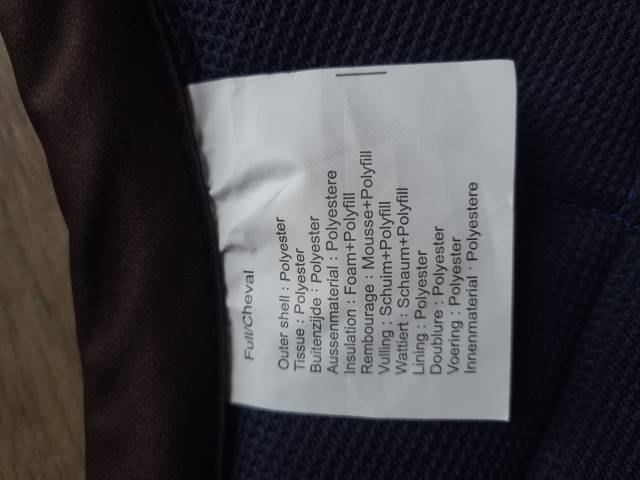 Full/Cheval
Outer shell : Polyester
Tissue : Polyester
Buitenzijde : Polyester
Aussenmaterial : Polyestere
Insulation : Foam+Polyfill
Rembourage : Mousse+Polyfill
Vulling : Schuim+Polyfill
Wattiert : Schaum+Polyfill
Lining : Polyester
Doublure : Polyester
Voering : Polyester
Innenmaterial : Polyestere